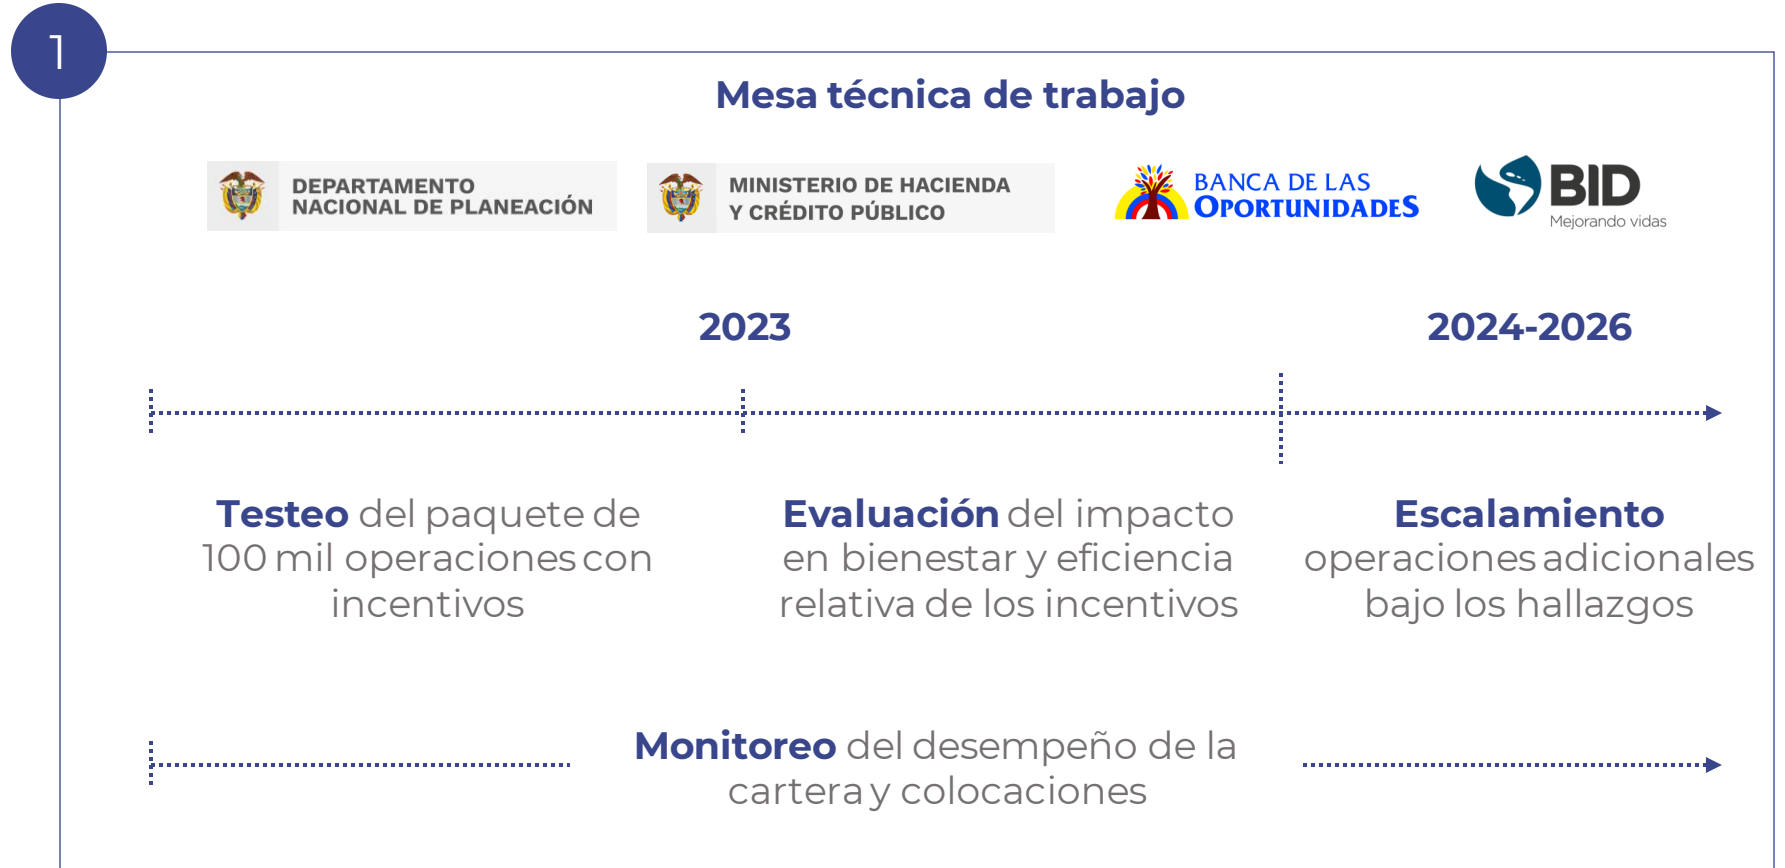 1
Mesa técnica de trabajo
DEPARTAMENTO
NACIONAL DE PLANEACIÓN
MINISTERIO DE HACIENDA
Y CRÉDITO PÚBLICO
BANCA DE LAS
OPORTUNIDADES
BID
Mejorando vidas
2023
2024-2026
Testeo del paquete de
100 mil operaciones con
incentivos
Evaluación del impacto
en bienestar y eficiencia
relativa de los incentivos
Escalamiento
operaciones adicionales
bajo los hallazgos
Monitoreo del desempeño de la
cartera y colocaciones